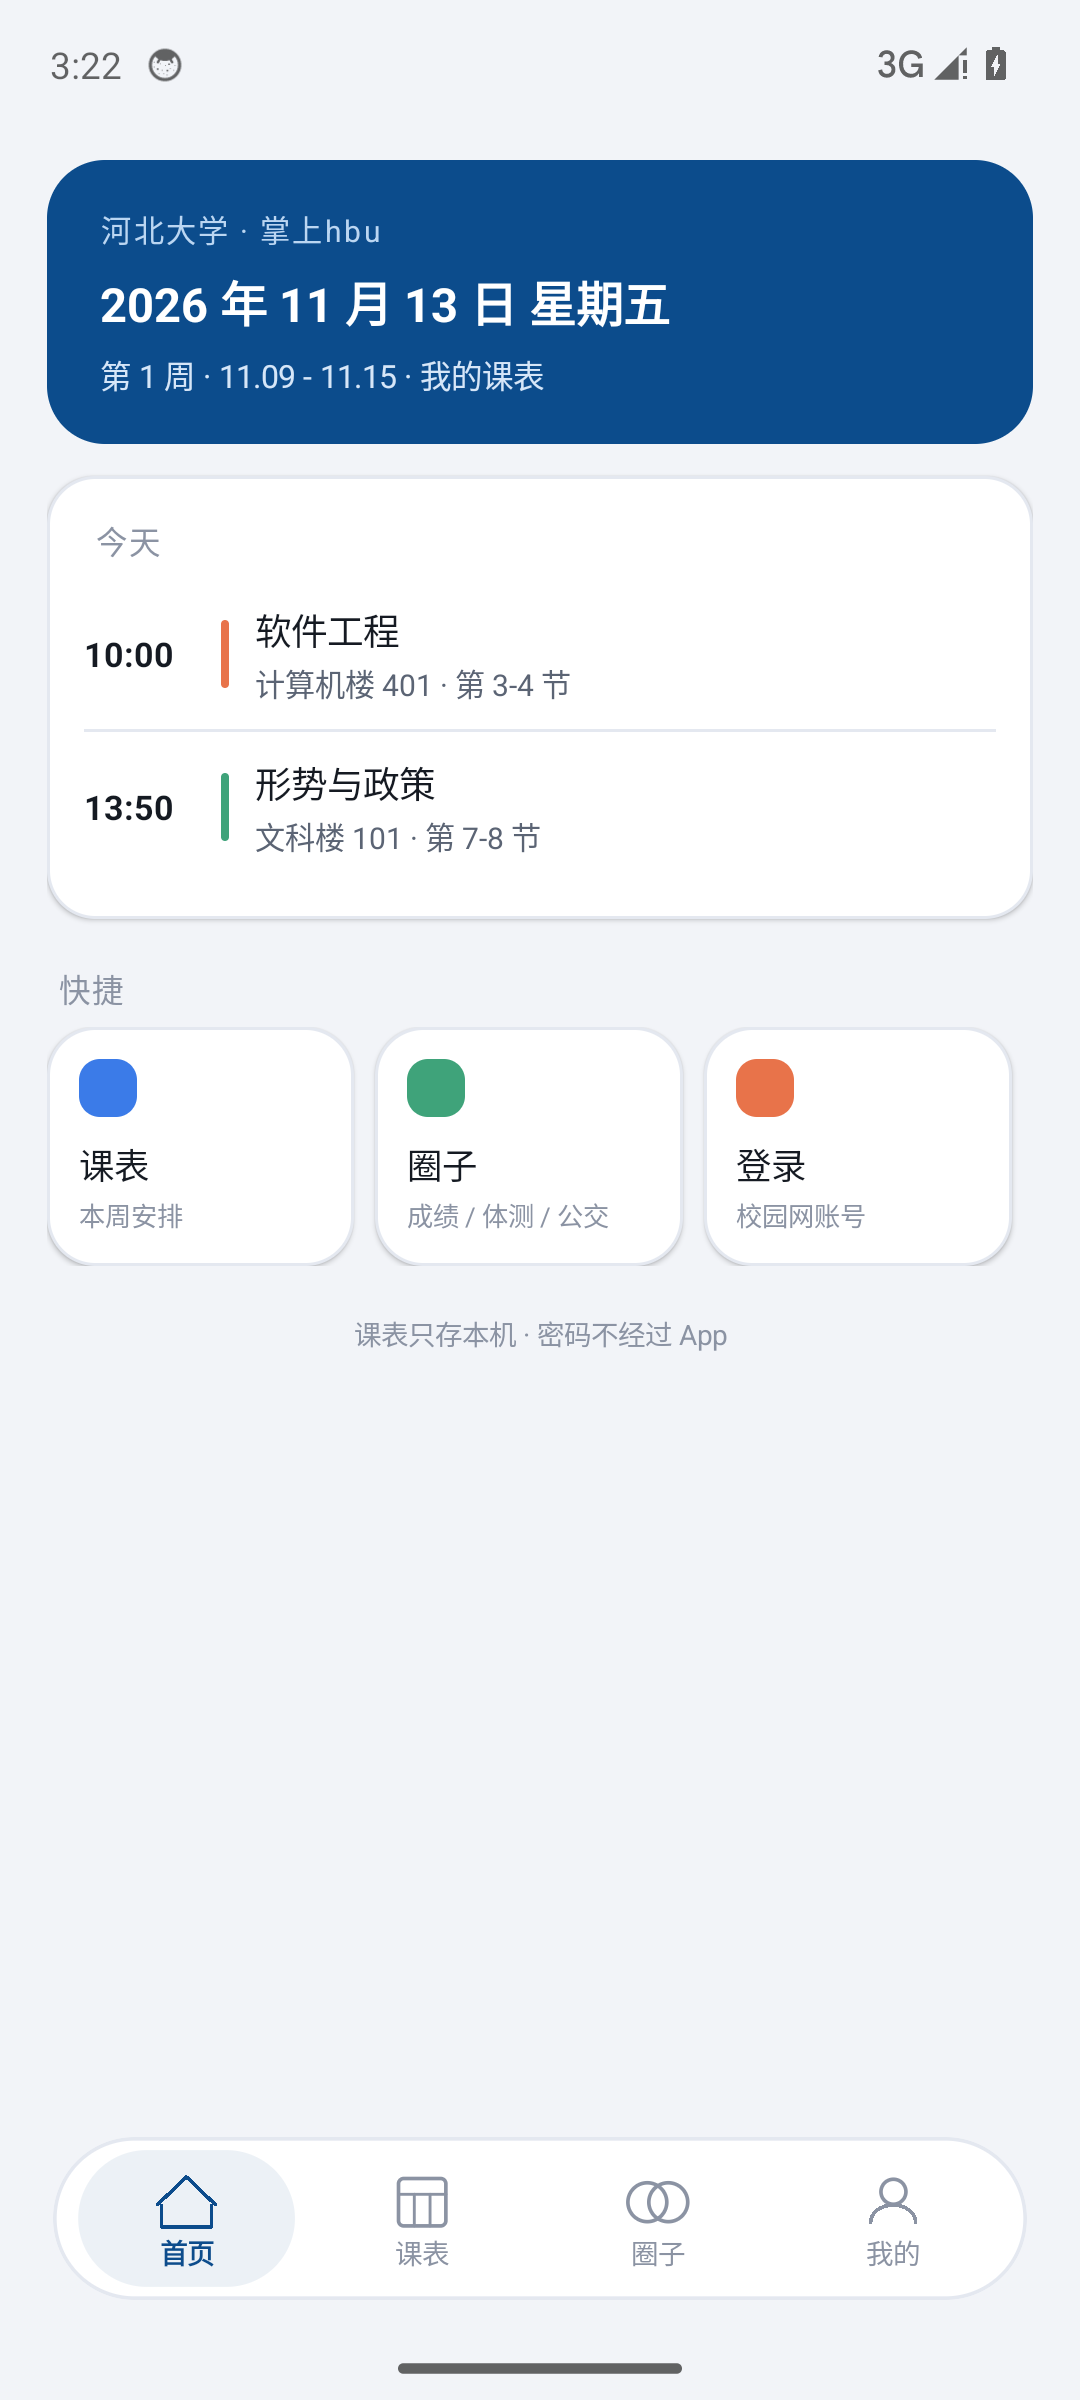 3:22
3G
河北大学 · 掌上hbu
2026 年 11 月 13 日 星期五
第 1 周 · 11.09 - 11.15 · 我的课表
今天
10:00
软件工程
计算机楼 401 · 第 3-4 节
13:50
形势与政策
文科楼 101 · 第 7-8 节
快捷
课表
本周安排
圈子
成绩 / 体测 / 公交
登录
校园网账号
课表只存本机 · 密码不经过 App
首页
课表
圈子
我的